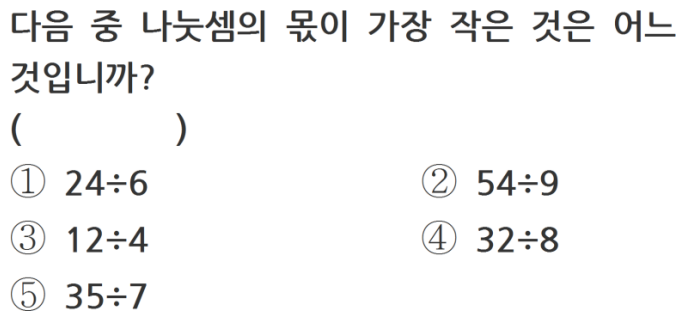 다음 중 나눗셈의 몫이 가장 작은 것은 어느
것입니까?
(                    )
① 24÷6 ② 54÷9
③ 12÷4 ④ 32÷8
⑤ 35÷7